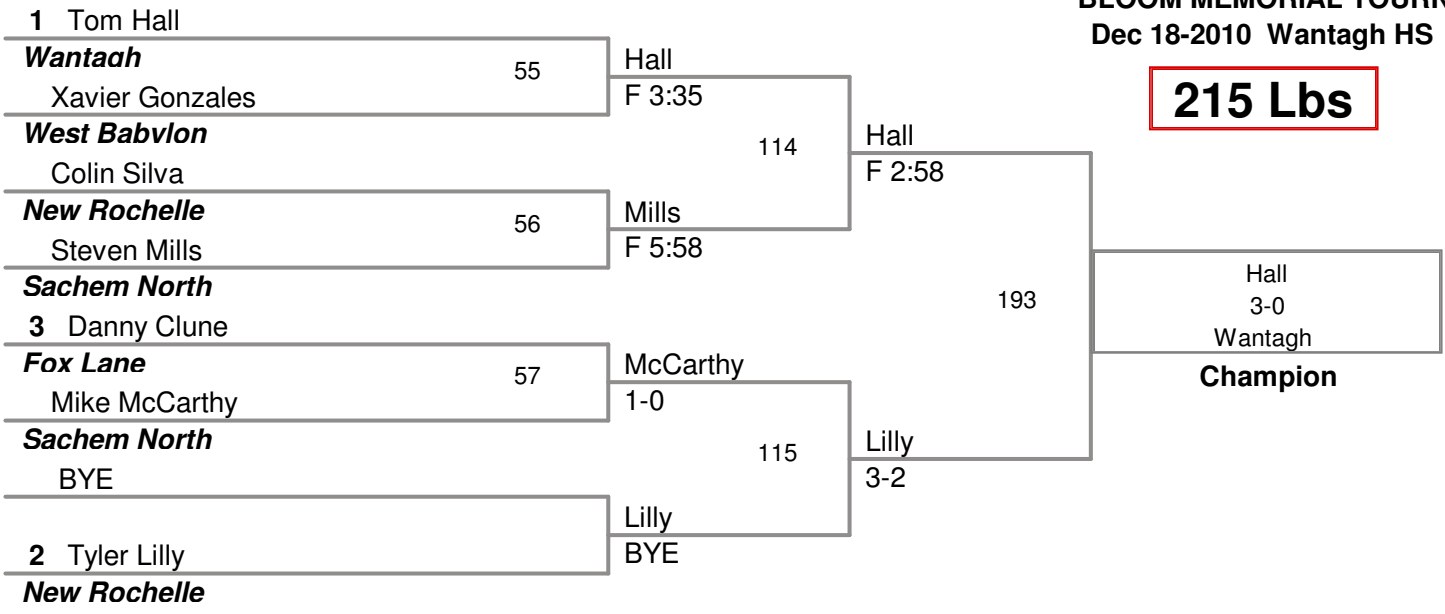 BLOOM MEMORIAL TOURN
Dec 18-2010 Wantagh HS
215 Lbs
1 Tom Hall
Wantagh
Xavier Gonzales
55
Hall
F 3:35
West Babylon
Colin Silva
114
Hall
F 2:58
New Rochelle
Steven Mills
56
Mills
F 5:58
Sachem North
3 Danny Clune
193
Hall
3-0
Wantagh
Champion
Fox Lane
Mike McCarthy
57
McCarthy
1-0
Sachem North
BYE
115
Lilly
3-2
Lilly
BYE
2 Tyler Lilly
New Rochelle